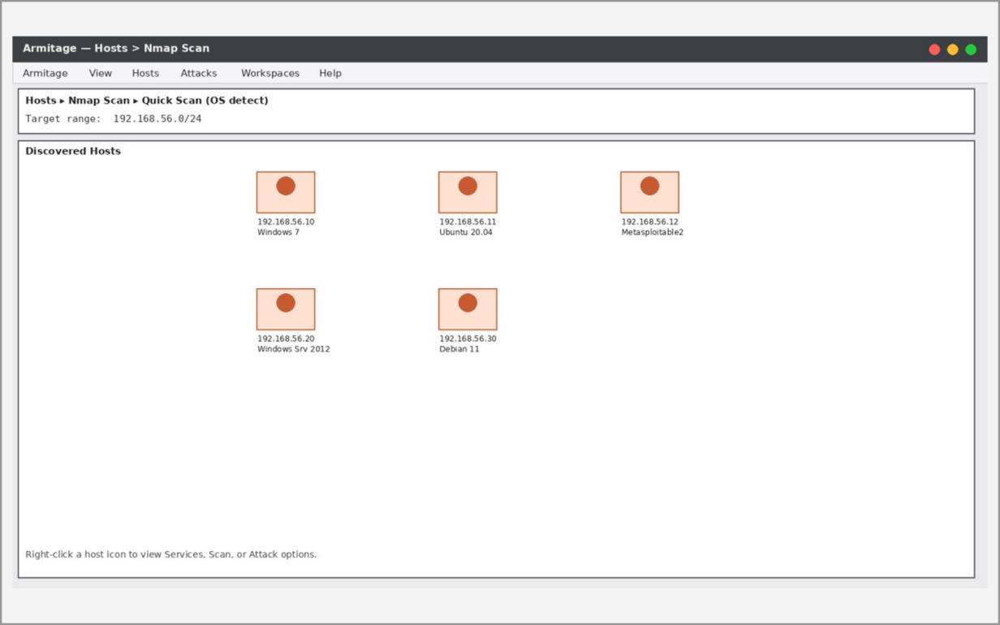 Armitage — Hosts > Nmap Scan
Armitage View Hosts Attacks Workspaces Help
Hosts ▸ Nmap Scan ▸ Quick Scan (OS detect)
Target range: 192.168.56.0/24
Discovered Hosts
192.168.56.10
Windows 7
192.168.56.11
Ubuntu 20.04
192.168.56.12
Metasploitable2
192.168.56.20
Windows Srv 2012
192.168.56.30
Debian 11
Right-click a host icon to view Services, Scan, or Attack options.